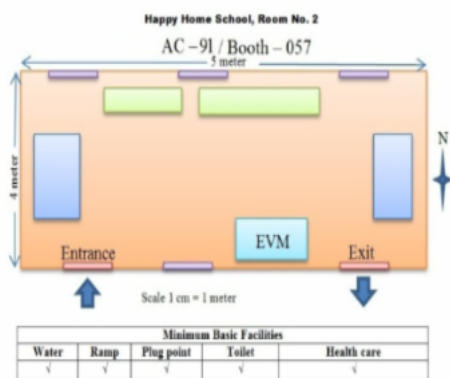 Happy Home School, Room No. 2
AC -91 / Booth - 057
5 meter
4 meter
N
EVM
Entrance
Exit
Scale 1 cm = 1 meter
Minimum Basic Facilities
Water Ramp Plug point Toilet Health care
√ √ √ √ √